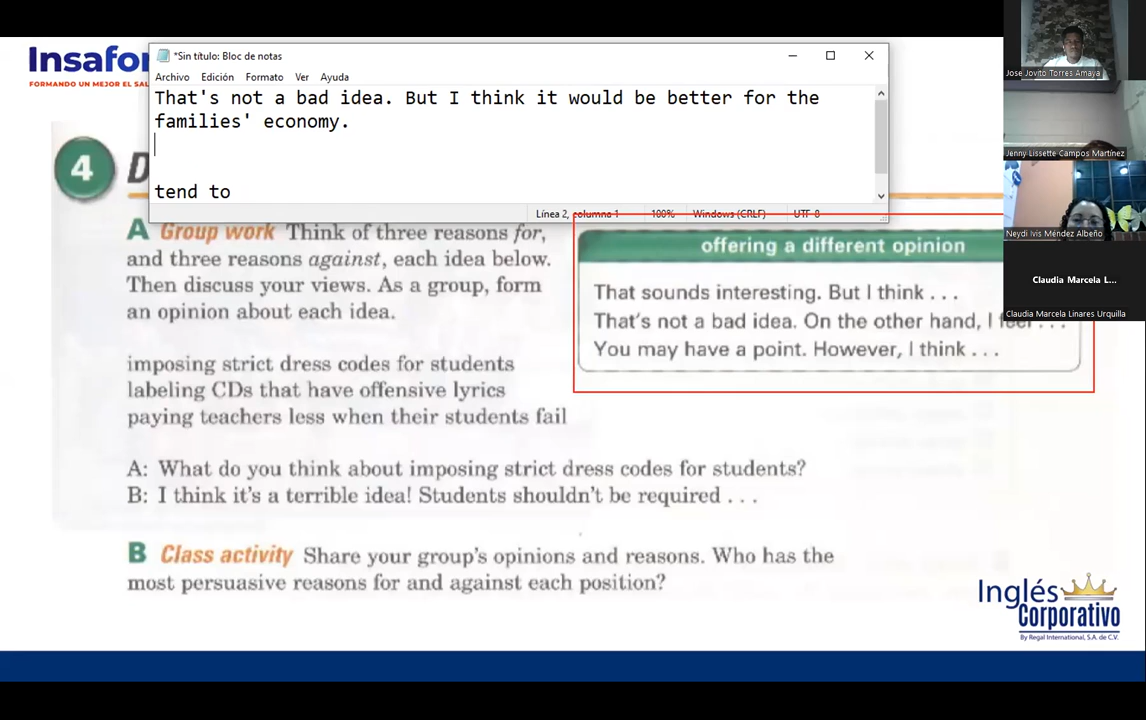 Insafor
FORMANDO UN MEJOR EL SAL
*Sin título: Bloc de notas
Archivo Edición Formato Ver Ayuda
That's not a bad idea. But I think it would be better for the
families' economy.
tend to
Línea 2, columna 1 100% Windows (CRLF) UTF-8
4 D
A Group work Think of three reasons for,
and three reasons against, each idea below.
Then discuss your views. As a group, form
an opinion about each idea.
imposing strict dress codes for students
labeling CDs that have offensive lyrics
paying teachers less when their students fail
offering a different opinion
That sounds interesting. But I think . . .
That's not a bad idea. On the other hand, I feel . . .
You may have a point. However, I think . . .
A: What do you think about imposing strict dress codes for students?
B: I think it's a terrible idea! Students shouldn't be required . . .
B Class activity Share your group's opinions and reasons. Who has the
most persuasive reasons for and against each position?
Inglés
Corporativo
By Regal International, S.A. de C.V.
Jose Jovito Torres Amaya
Jenny Lissette Campos Martínez
Neydi Ivis Méndez Albeño
Claudia Marcela L...
Claudia Marcela Linares Urquilla